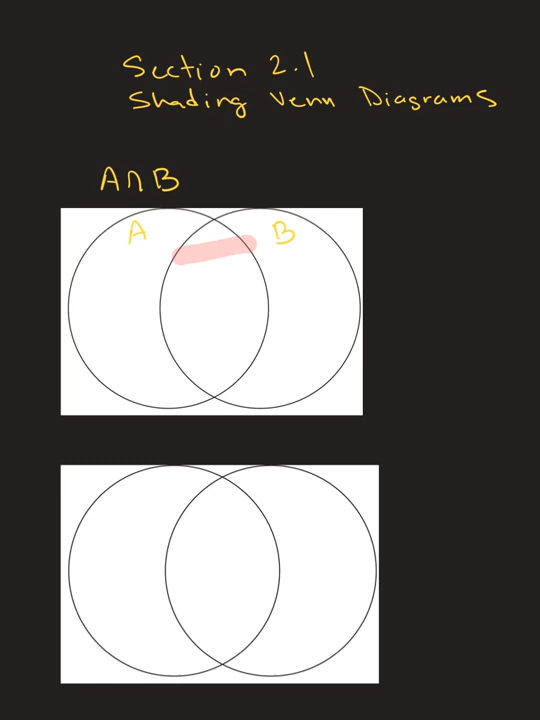 Section 2.1
Shading Venn Diagrams
A∩B
A
B